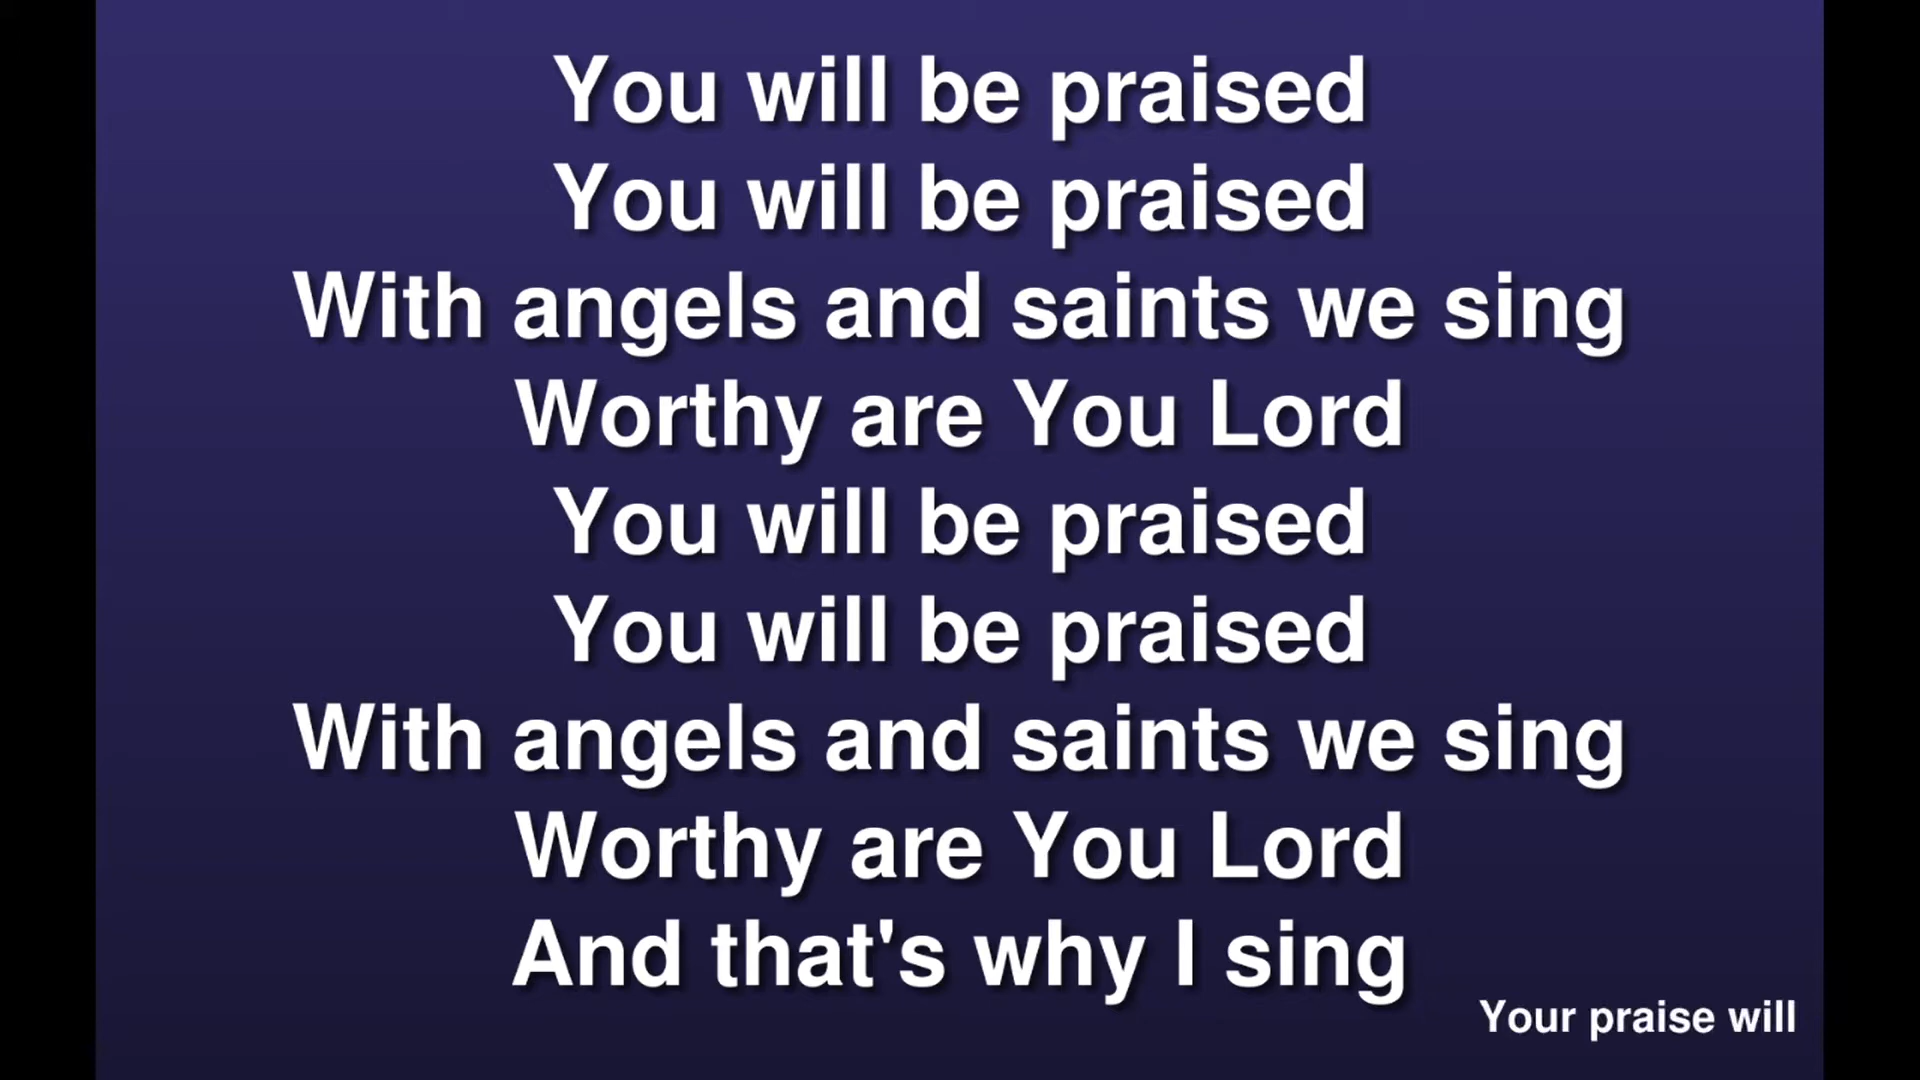 You will be praised
You will be praised
With angels and saints we sing
Worthy are You Lord
You will be praised
You will be praised
With angels and saints we sing
Worthy are You Lord
And that's why I sing
Your praise will